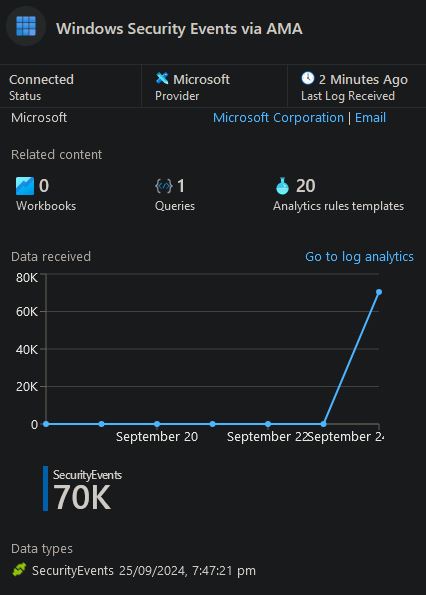 Windows Security Events via AMA
Connected
Status
Microsoft
Provider
2 Minutes Ago
Last Log Received
Microsoft
Microsoft Corporation | Email
Related content
0
Workbooks
1
Queries
20
Analytics rules templates
Data received
Go to log analytics
80K
60K
40K
20K
0
September 20
September 22
September 24
SecurityEvents
70K
Data types
SecurityEvents 25/09/2024, 7:47:21 pm